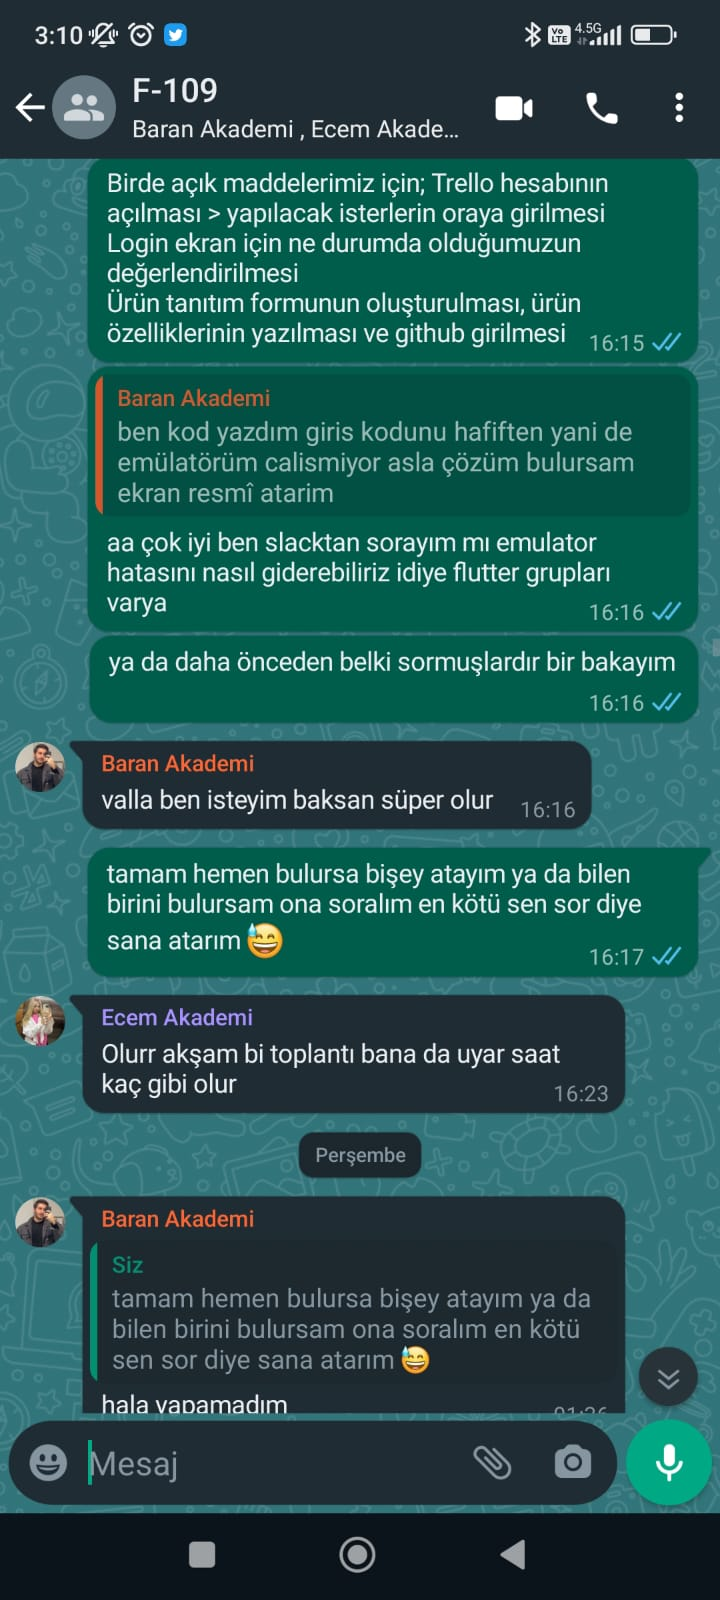 3:10
4.5G
Vo LTE
F-109
Baran Akademi , Ecem Akade...
Birde açık maddelerimiz için; Trello hesabının
açılması > yapılacak isterlerin oraya girilmesi
Login ekran için ne durumda olduğumuzun
değerlendirilmesi
Ürün tanıtım formunun oluşturulması, ürün
özelliklerinin yazılması ve github girilmesi
16:15
Baran Akademi
ben kod yazdım giris kodunu hafiften yani de
emülatörüm calismiyor asla çözüm bulursam
ekran resmî atarim
aa çok iyi ben slacktan sorayım mı emulator
hatasını nasıl giderebiliriz idiye flutter grupları
varya
16:16
ya da daha önceden belki sormuşlardır bir bakayım
16:16
Baran Akademi
valla ben isteyim baksan süper olur
16:16
tamam hemen bulursa bişey atayım ya da bilen
birini bulursam ona soralım en kötü sen sor diye
sana atarım 😅
16:17
Ecem Akademi
Olurr akşam bi toplantı bana da uyar saat
kaç gibi olur
16:23
Perşembe
Baran Akademi
Siz
tamam hemen bulursa bişey atayım ya da
bilen birini bulursam ona soralım en kötü
sen sor diye sana atarım 😅
hala yapamadım
Mesaj